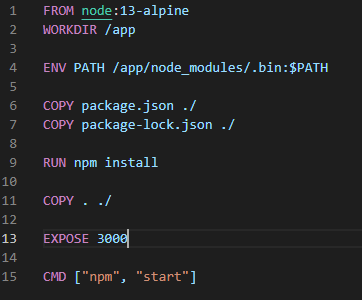 1 FROM node:13-alpine
2 WORKDIR /app
3
4 ENV PATH /app/node_modules/.bin:$PATH
5
6 COPY package.json ./
7 COPY package-lock.json ./
8
9 RUN npm install
10
11 COPY . ./
12
13 EXPOSE 3000
14
15 CMD ["npm", "start"]